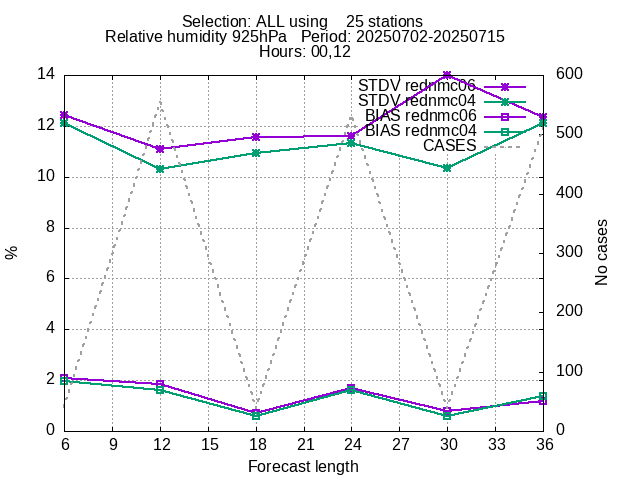 Selection: ALL using    25 stations
Relative humidity 925hPa   Period: 20250702-20250715
Hours: 00,12
STDV rednmc06
STDV rednmc04
BIAS rednmc06
BIAS rednmc04
CASES
14
12
10
8
6
4
2
0
%
600
500
400
300
200
100
0
No cases
6 9 12 15 18 21 24 27 30 33 36
Forecast length